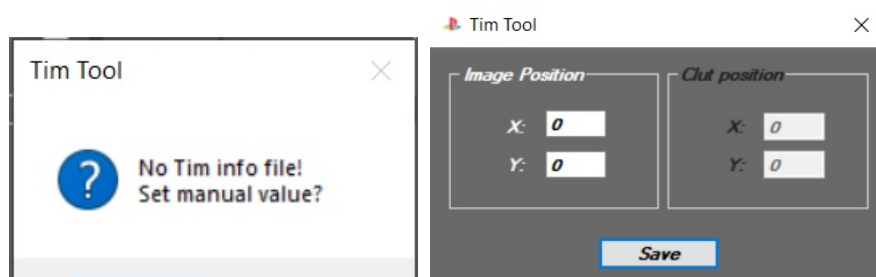 Tim Tool
No Tim info file!
Set manual value?
Tim Tool
Image Position
X: 0
Y: 0
Clut position
X: 0
Y: 0
Save